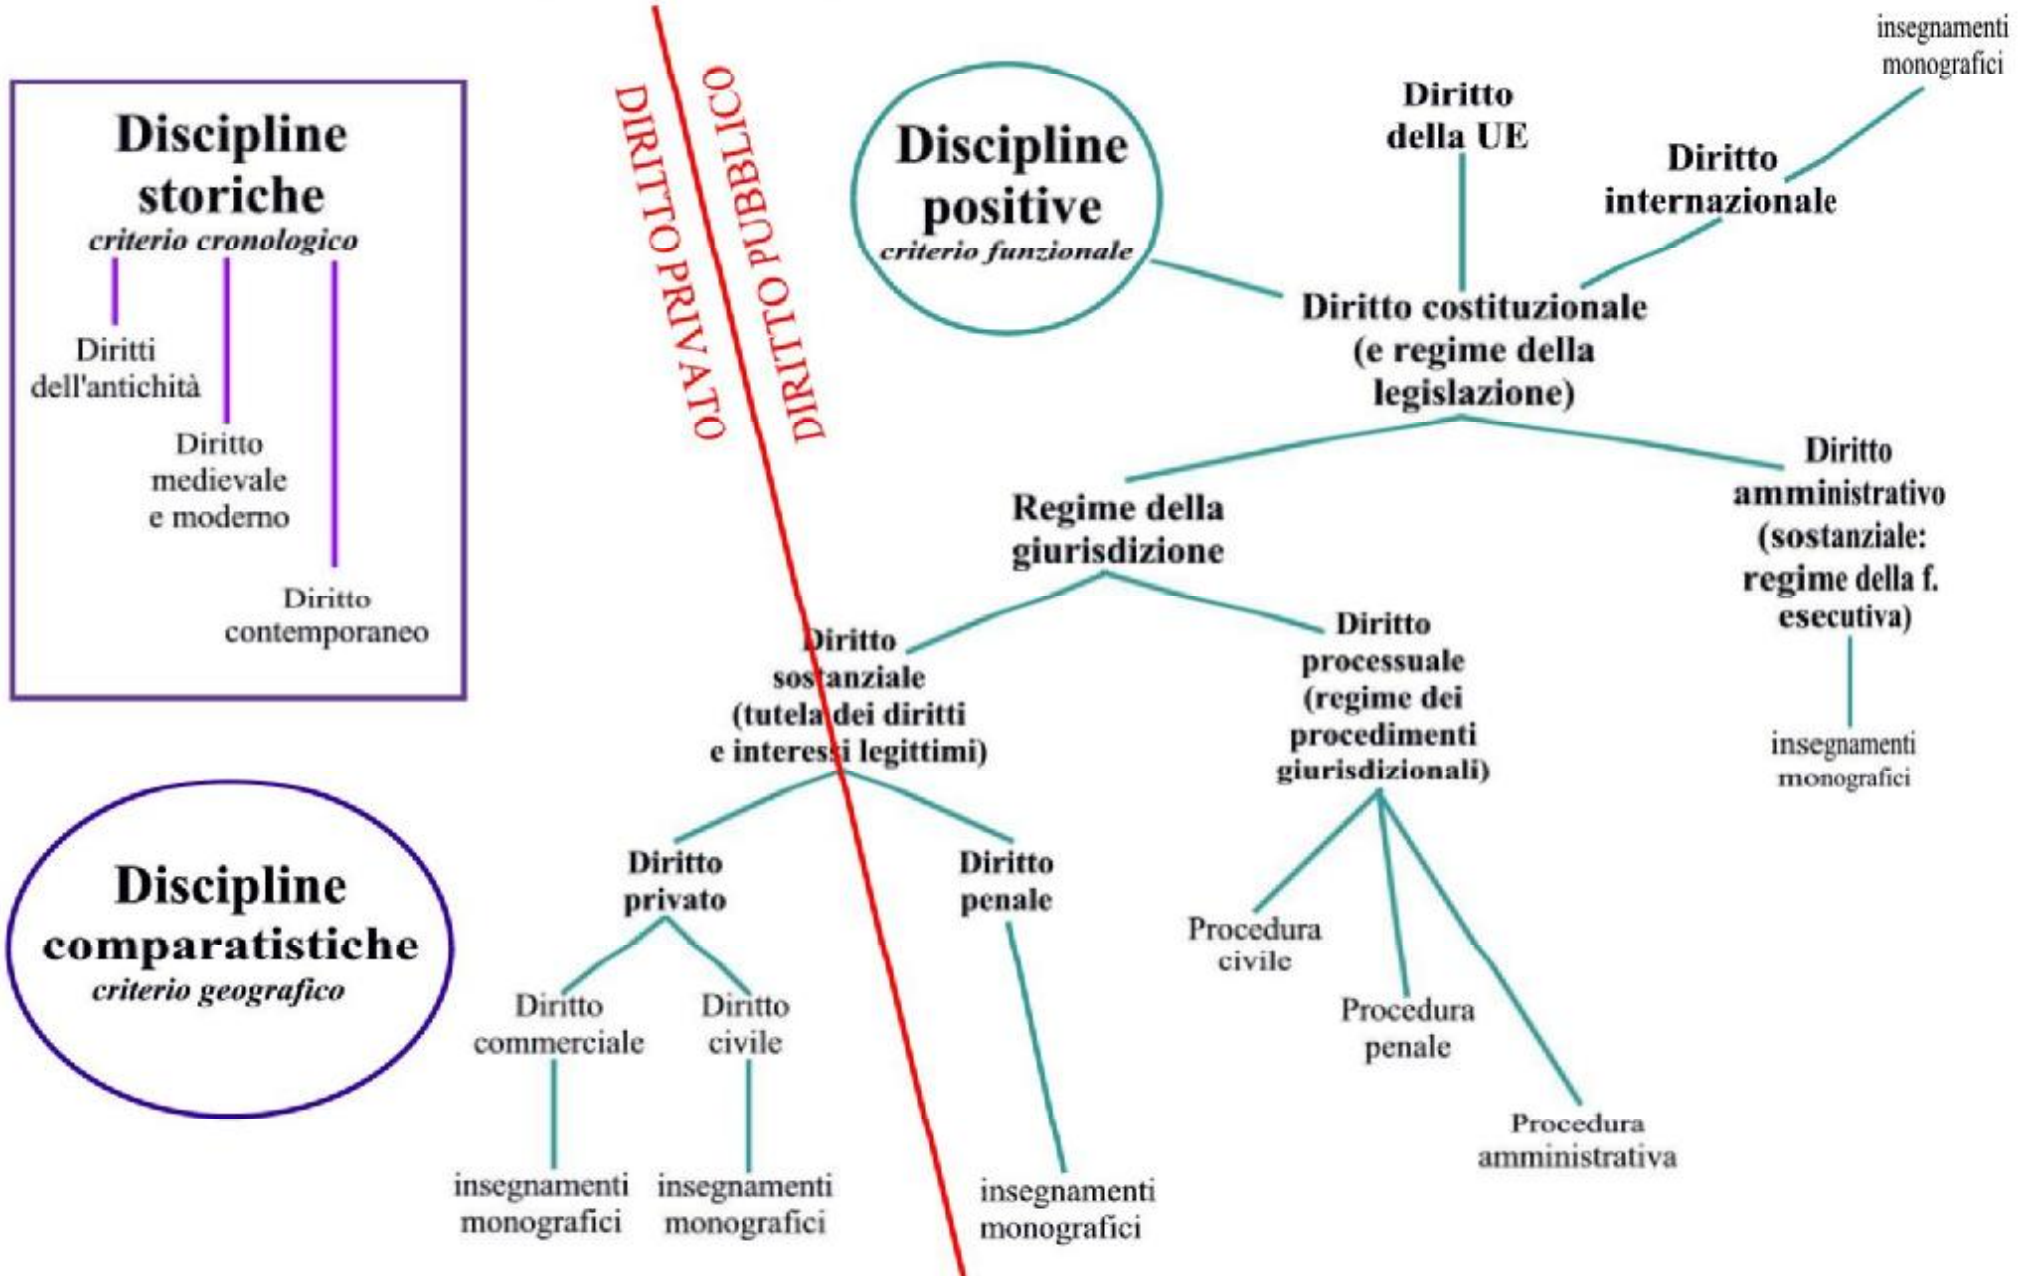 Discipline
storiche
criterio cronologico
Diritti
dell'antichità
Diritto
medievale
e moderno
Diritto
contemporaneo
Discipline
comparatistiche
criterio geografico
DIRITTO PRIVATO
DIRITTO PUBBLICO
Discipline
positive
criterio funzionale
Diritto
della UE
insegnamenti
monografici
Diritto
internazionale
Diritto costituzionale
(e regime della
legislazione)
Regime della
giurisdizione
Diritto
amministrativo
(sostanziale:
regime della f.
esecutiva)
insegnamenti
monografici
Diritto
sostanziale
(tutela dei diritti
e interessi legittimi)
Diritto
processuale
(regime dei
procedimenti
giurisdizionali)
Diritto
privato
Diritto
penale
Diritto
commerciale
Diritto
civile
insegnamenti
monografici
insegnamenti
monografici
insegnamenti
monografici
Procedura
civile
Procedura
penale
Procedura
amministrativa